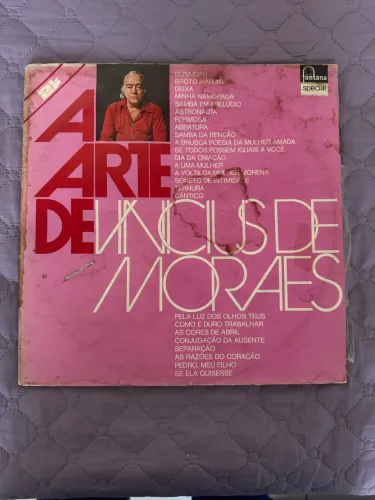 fontana
special
A
ARTE
DE VINICIUS DE
MORAES
BERIMBAU
BROTO MAROTO
DEIXA
MINHA NAMORADA
SAMBA EM PRELÚDIO
ASTRONAUTA
FORMOSA
ABERTURA
SAMBA DA BENÇÃO
A BRUSCA POESIA DA MULHER AMADA
SE TODOS FOSSEM IGUAIS A VOCÊ
DIA DA CRIAÇÃO
A UMA MULHER
A VOLTA DA MULHER MORENA
SONETO DE INTIMIDADE
TERNURA
CÂNTICO
PELA LUZ DOS OLHOS TEUS
COMO É DURO TRABALHAR
AS CORES DE ABRIL
CONJUGAÇÃO DA AUSENTE
SEPARAÇÃO
AS RAZÕES DO CORAÇÃO
PEDRO, MEU FILHO
SE ELA QUISESSE